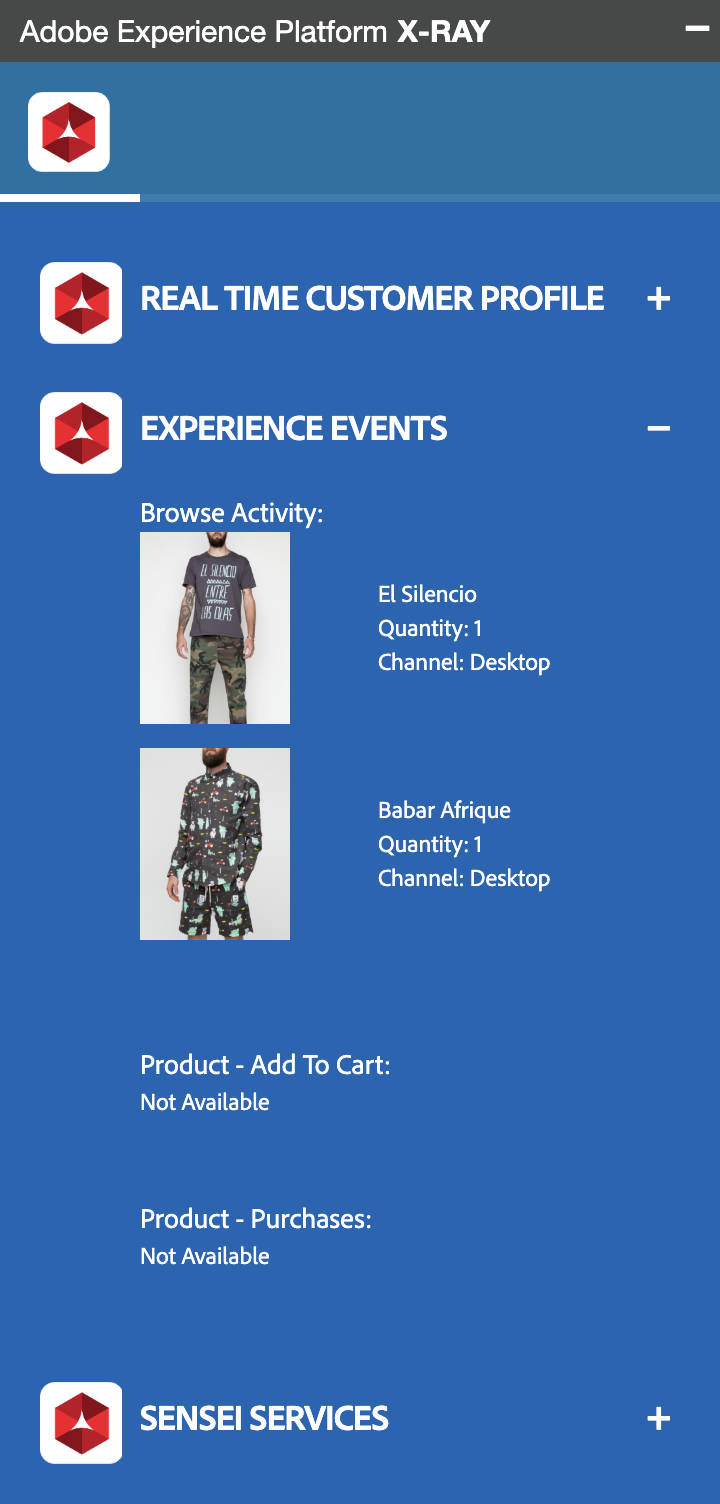 Adobe Experience Platform X-RAY
REAL TIME CUSTOMER PROFILE
EXPERIENCE EVENTS
Browse Activity:
EL SILENCIO
ENTRE
LAS OLAS
El Silencio
Quantity: 1
Channel: Desktop
Babar Afrique
Quantity: 1
Channel: Desktop
Product - Add To Cart:
Not Available
Product - Purchases:
Not Available
SENSEI SERVICES